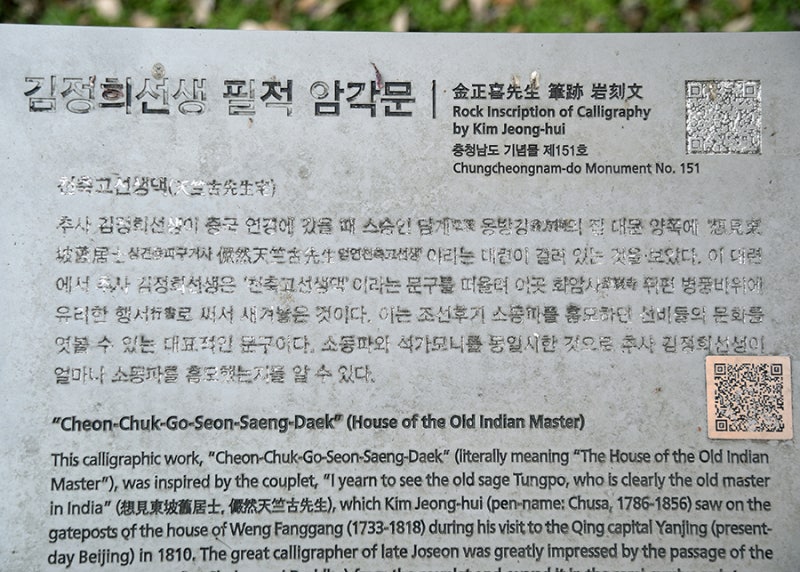 김정희선생 필적 암각문
金正喜先生 筆跡 岩刻文
Rock Inscription of Calligraphy
by Kim Jeong-hui
충청남도 기념물 제151호
Chungcheongnam-do Monument No. 151
천축고선생댁(天竺古先生宅)
추사 김정희선생이 중국 연경에 갔을 때 스승인 담계 옹방강의 집 대문 양쪽에 '想見東
坡舊居士 儼然天竺古先生'이라는 대련이 걸려 있는 것을 보았다. 이 대련
에서 추사 김정희선생은 '천축고선생댁'이라는 문구를 떠올려 이곳 화암사 뒤편 병풍바위에
유려한 행서로 써서 새겨놓은 것이다. 이는 조선후기 소동파를 흠모하던 선비들의 문화를
엿볼 수 있는 대표적인 문구이다. 소동파와 석가모니를 동일시한 것으로 추사 김정희선생이
얼마나 소동파를 흠모했는지를 알 수 있다.
“Cheon-Chuk-Go-Seon-Saeng-Daek” (House of the Old Indian Master)
This calligraphic work, “Cheon-Chuk-Go-Seon-Saeng-Daek” (literally meaning “The House of the Old Indian
Master”), was inspired by the couplet, “I yearn to see the old sage Tungpo, who is clearly the old master
in India” (想見東坡舊居士, 儼然天竺古先生), which Kim Jeong-hui (pen-name: Chusa, 1786-1856) saw on the
gateposts of the house of Weng Fanggang (1733-1818) during his visit to the Qing capital Yanjing (present-
day Beijing) in 1810. The great calligrapher of late Joseon was greatly impressed by the passage of the